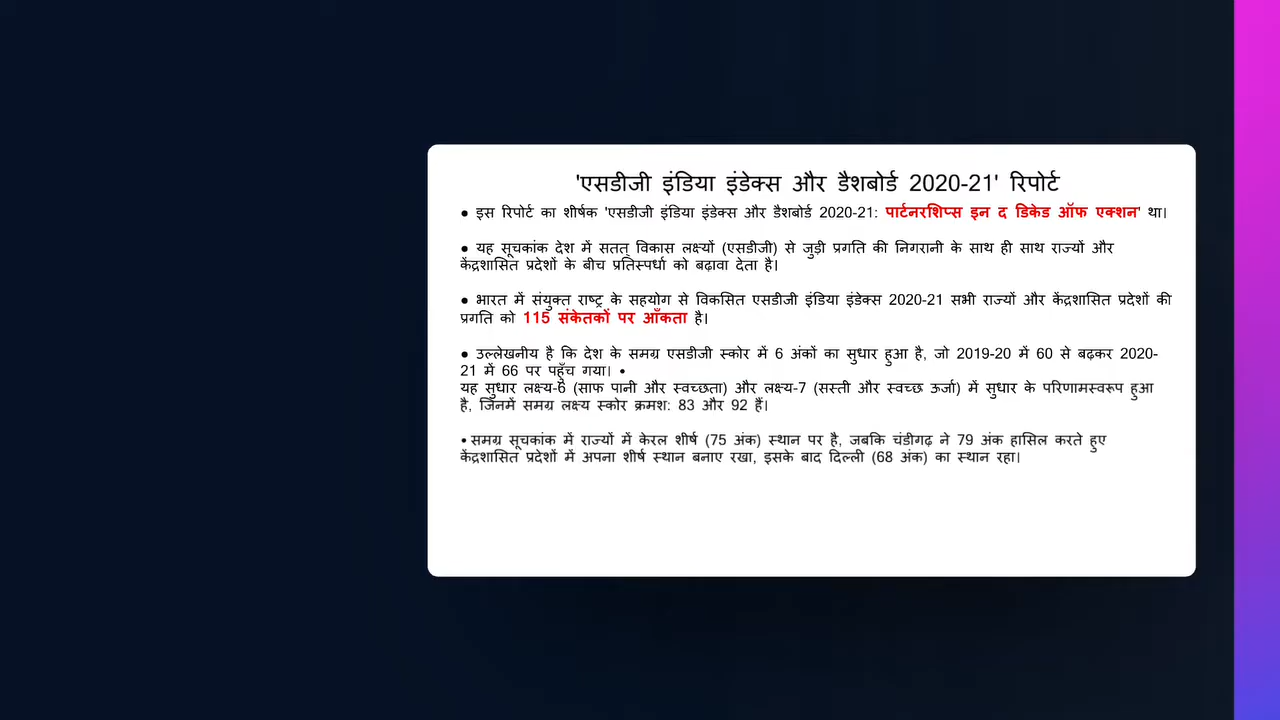 'एसडीजी इंडिया इंडेक्स और डैशबोर्ड 2020-21' रिपोर्ट
● इस रिपोर्ट का शीर्षक 'एसडीजी इंडिया इंडेक्स और डैशबोर्ड 2020-21: पार्टनरशिप्स इन द डिकेड ऑफ एक्शन' था।
● यह सूचकांक देश में सतत् विकास लक्ष्यों (एसडीजी) से जुड़ी प्रगति की निगरानी के साथ ही साथ राज्यों और
केंद्रशासित प्रदेशों के बीच प्रतिस्पर्धा को बढ़ावा देता है।
● भारत में संयुक्त राष्ट्र के सहयोग से विकसित एसडीजी इंडिया इंडेक्स 2020-21 सभी राज्यों और केंद्रशासित प्रदेशों की
प्रगति को 115 संकेतकों पर आँकता है।
● उल्लेखनीय है कि देश के समग्र एसडीजी स्कोर में 6 अंकों का सुधार हुआ है, जो 2019-20 में 60 से बढ़कर 2020-
21 में 66 पर पहुँच गया। •
यह सुधार लक्ष्य-6 (साफ पानी और स्वच्छता) और लक्ष्य-7 (सस्ती और स्वच्छ ऊर्जा) में सुधार के परिणामस्वरूप हुआ
है, जिनमें समग्र लक्ष्य स्कोर क्रमश: 83 और 92 हैं।
• समग्र सूचकांक में राज्यों में केरल शीर्ष (75 अंक) स्थान पर है, जबकि चंडीगढ़ ने 79 अंक हासिल करते हुए
केंद्रशासित प्रदेशों में अपना शीर्ष स्थान बनाए रखा, इसके बाद दिल्ली (68 अंक) का स्थान रहा।